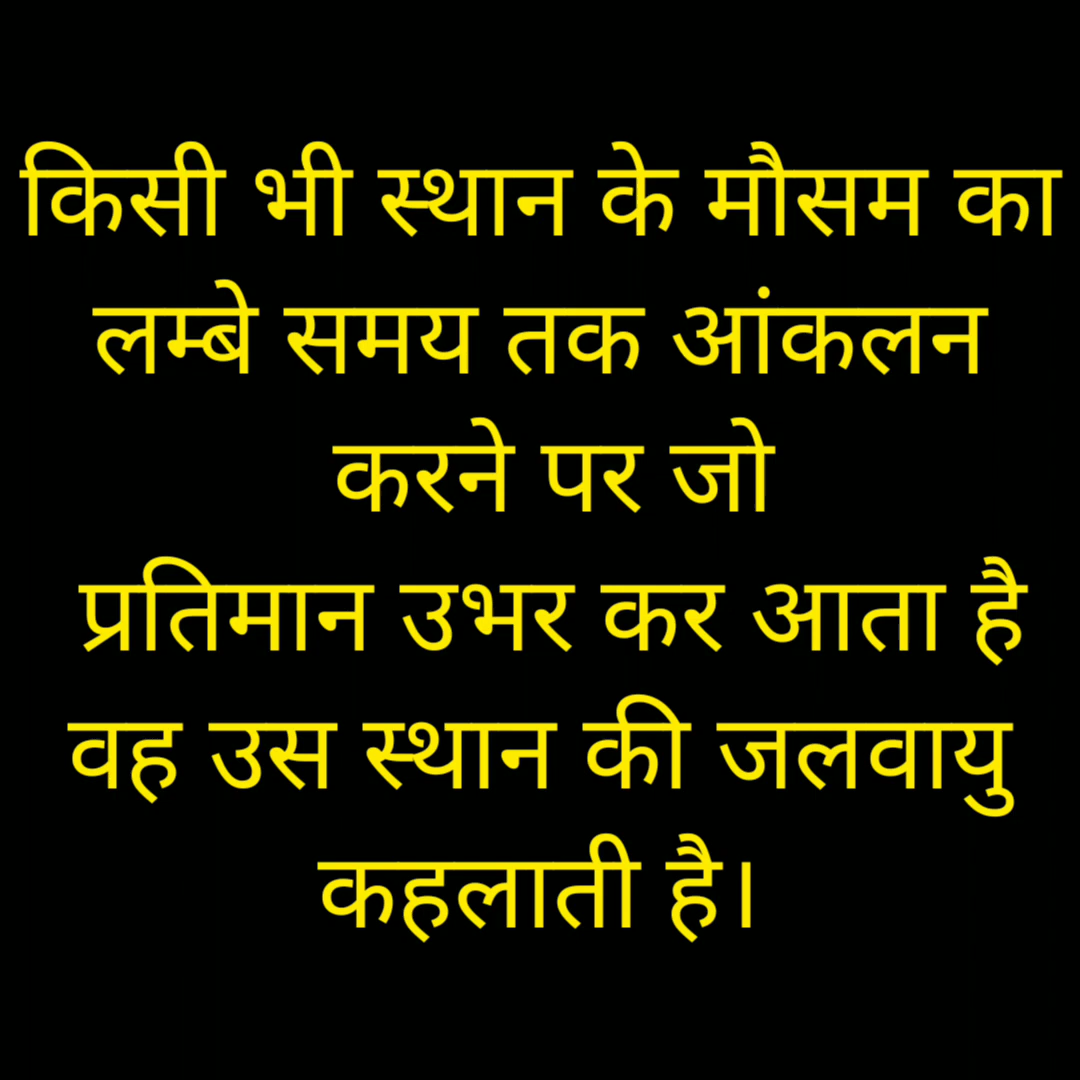 किसी भी स्थान के मौसम का
लम्बे समय तक आंकलन
करने पर जो
प्रतिमान उभर कर आता है
वह उस स्थान की जलवायु
कहलाती है।